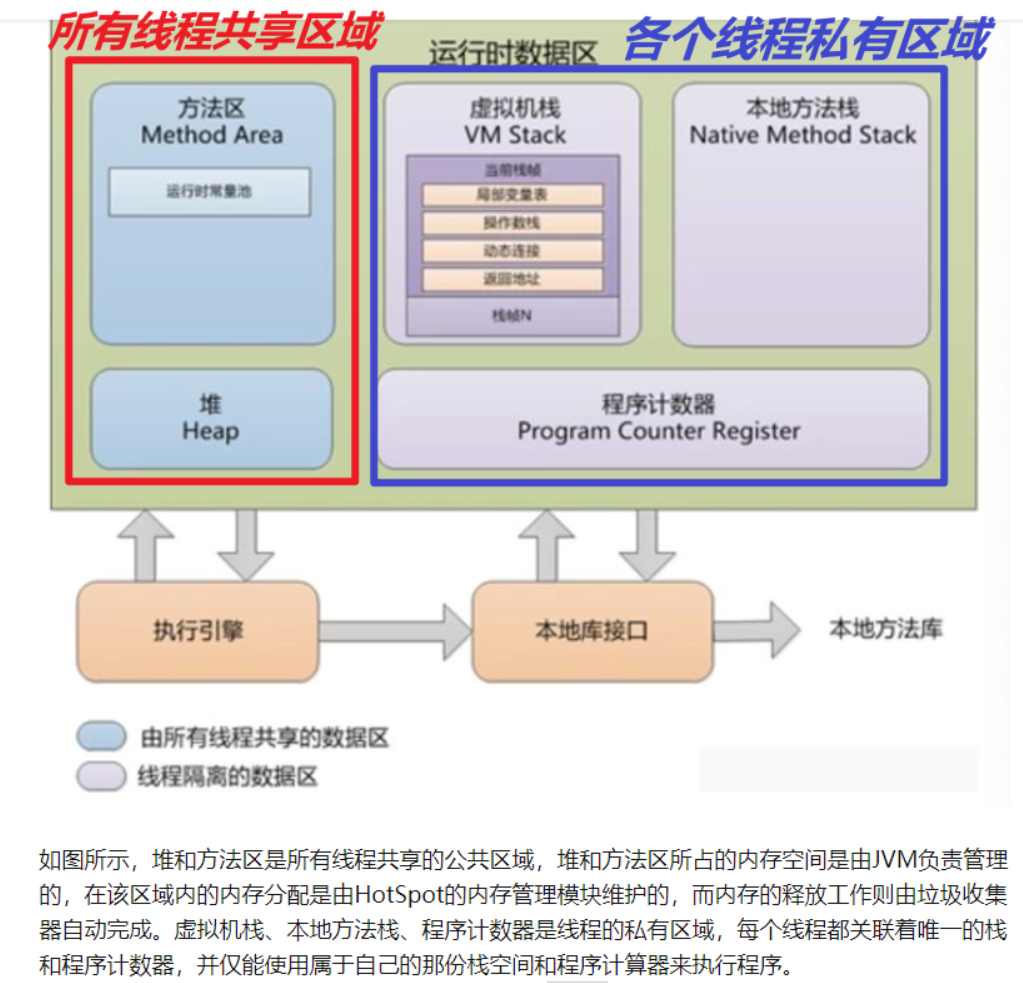 所有线程共享区域
运行时数据区
各个线程私有区域
方法区
Method Area
运行时常量池
堆
Heap
虚拟机栈
VM Stack
当前栈帧
局部变量表
操作数栈
动态连接
返回地址
栈帧N
本地方法栈
Native Method Stack
程序计数器
Program Counter Register
执行引擎
本地库接口
本地方法库
由所有线程共享的数据区
线程隔离的数据区
如图所示，堆和方法区是所有线程共享的公共区域，堆和方法区所占的内存空间是由JVM负责管理
的，在该区域内的内存分配是由HotSpot的内存管理模块维护的，而内存的释放工作则由垃圾收集
器自动完成。虚拟机栈、本地方法栈、程序计数器是线程的私有区域，每个线程都关联着唯一的栈
和程序计数器，并仅能使用属于自己的那份栈空间和程序计算器来执行程序。